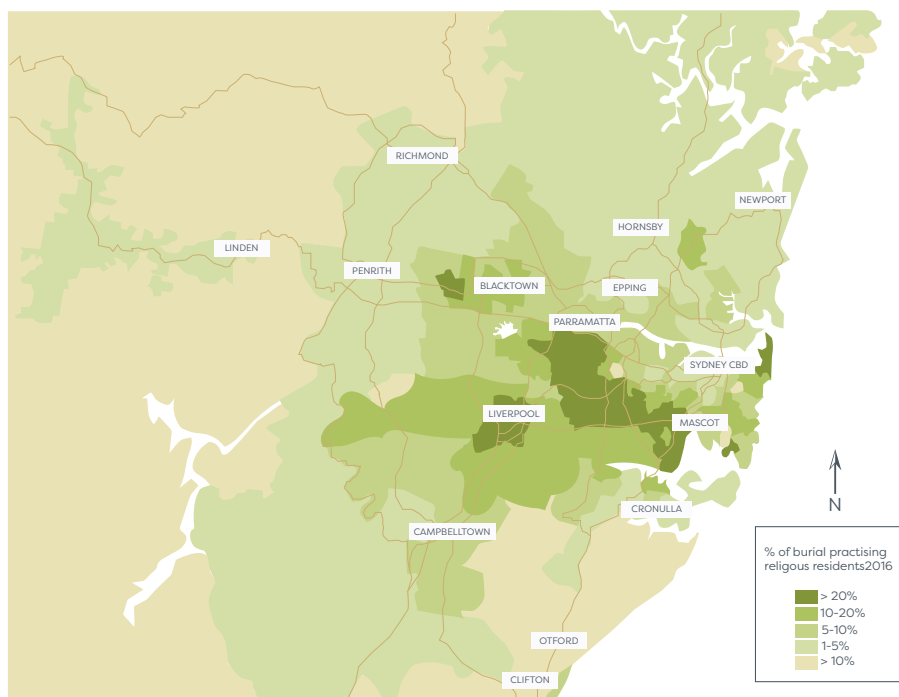 RICHMOND
NEWPORT
HORNSBY
LINDEN
PENRITH
BLACKTOWN
EPPING
PARRAMATTA
SYDNEY CBD
LIVERPOOL
MASCOT
N
CRONULLA
CAMPBELLTOWN
% of burial practising
religous residents2016
> 20%
10-20%
5-10%
1-5%
> 10%
OTFORD
CLIFTON